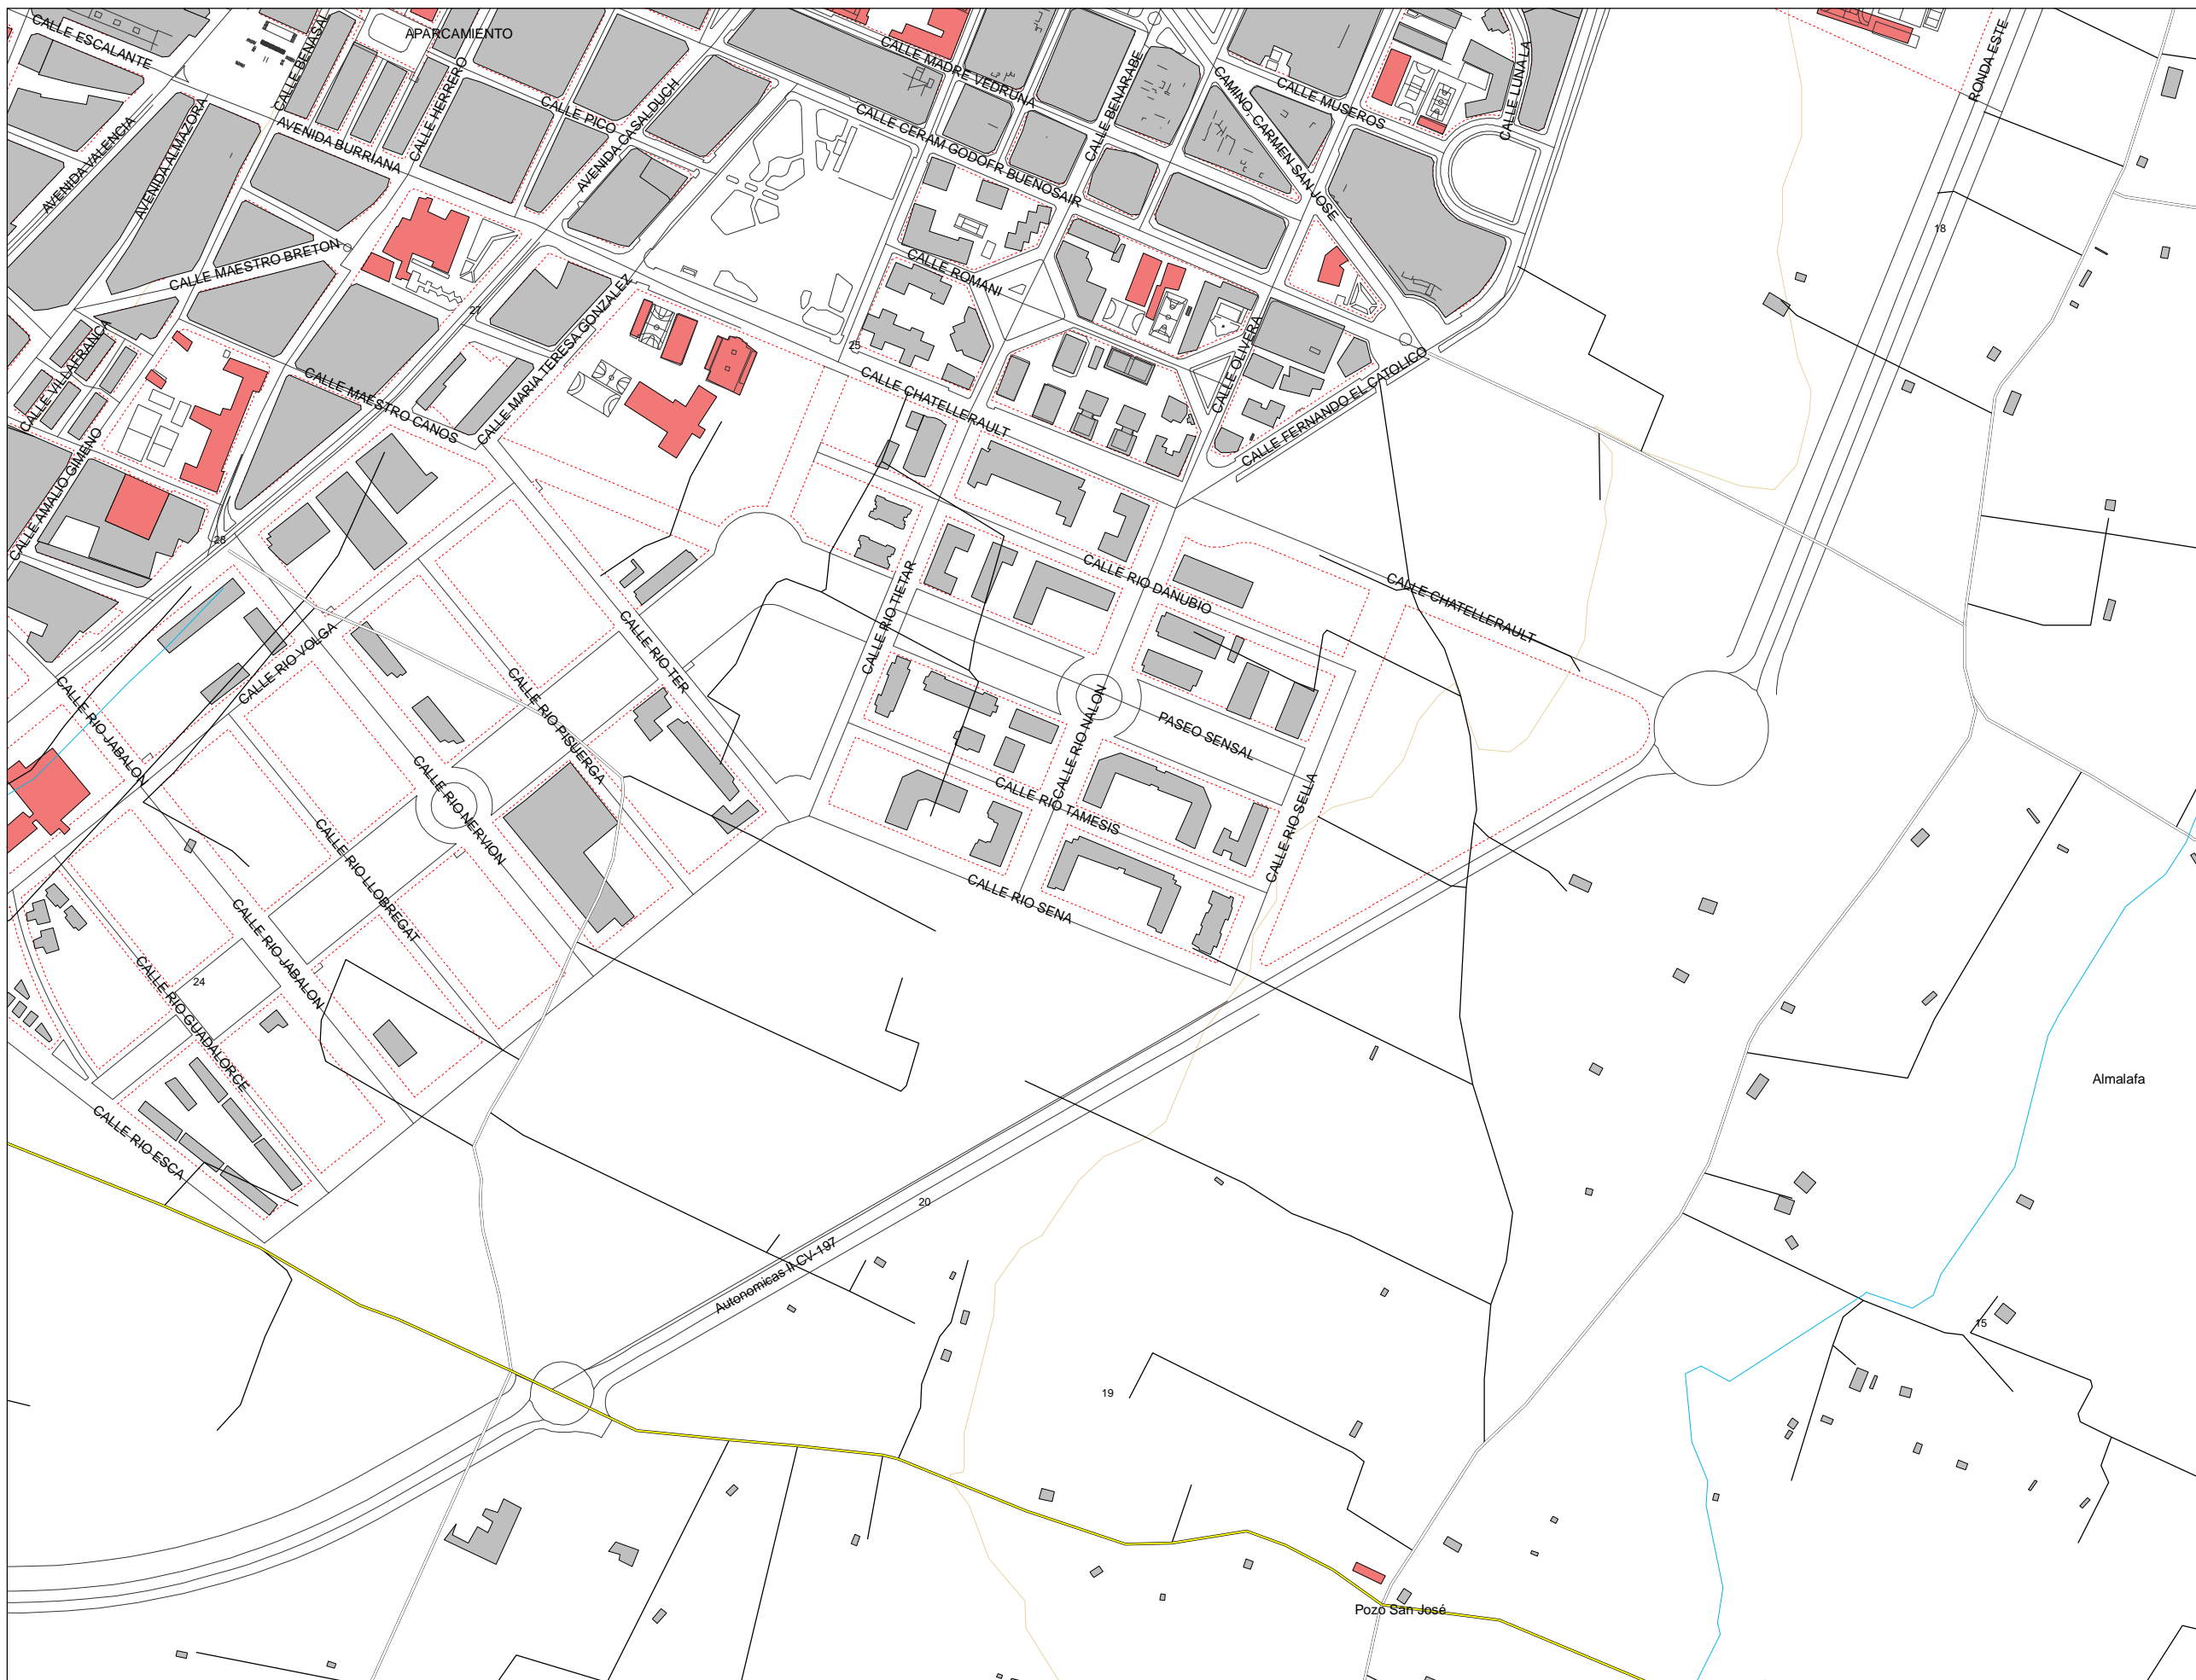 CALLE ESCALANTE
CALLE BENASAL
APARCAMIENTO
CALLE HERRERO
CALLE MADRE VEDRUNA
CALLE BENARABE
CAMINO CARMEN SAN JOSE
CALLE MUSEROS
CALLE LUNA LA
RONDA ESTE
AVENIDA VALENCIA
AVENIDA ALMAZORA
AVENIDA BURRIANA
CALLE PICO
AVENIDA CASALDUCH
CALLE CERAM GODOFR BUENOSAIR
18
CALLE MAESTRO BRETON
CALLE ROMANI
27
CALLE MARIA TERESA GONZALEZ
25
CALLE VILLAFRANCA
CALLE MAESTRO CANOS
CALLE CHATELLERAULT
CALLE OLIVERA
CALLE FERNANDO EL CATOLICO
CALLE AMALIO GIMENO
28
CALLE RIO DANUBIO
CALLE CHATELLERAULT
CALLE RIO TIETAR
CALLE RIO TER
CALLE RIO VOLGA
CALLE RIO JABALON
CALLE RIO PISUERGA
PASEO SENSAL
CALLE RIO NALON
CALLE RIO NERVION
CALLE RIO TAMESIS
CALLE RIO SELLA
CALLE RIO LLOBREGAT
CALLE RIO SENA
CALLE RIO JABALON
CALLE RIO GUADALORCE
24
Almalafa
CALLE RIO ESCA
20
Autonomicas II CV-197
15
19
Pozo San José